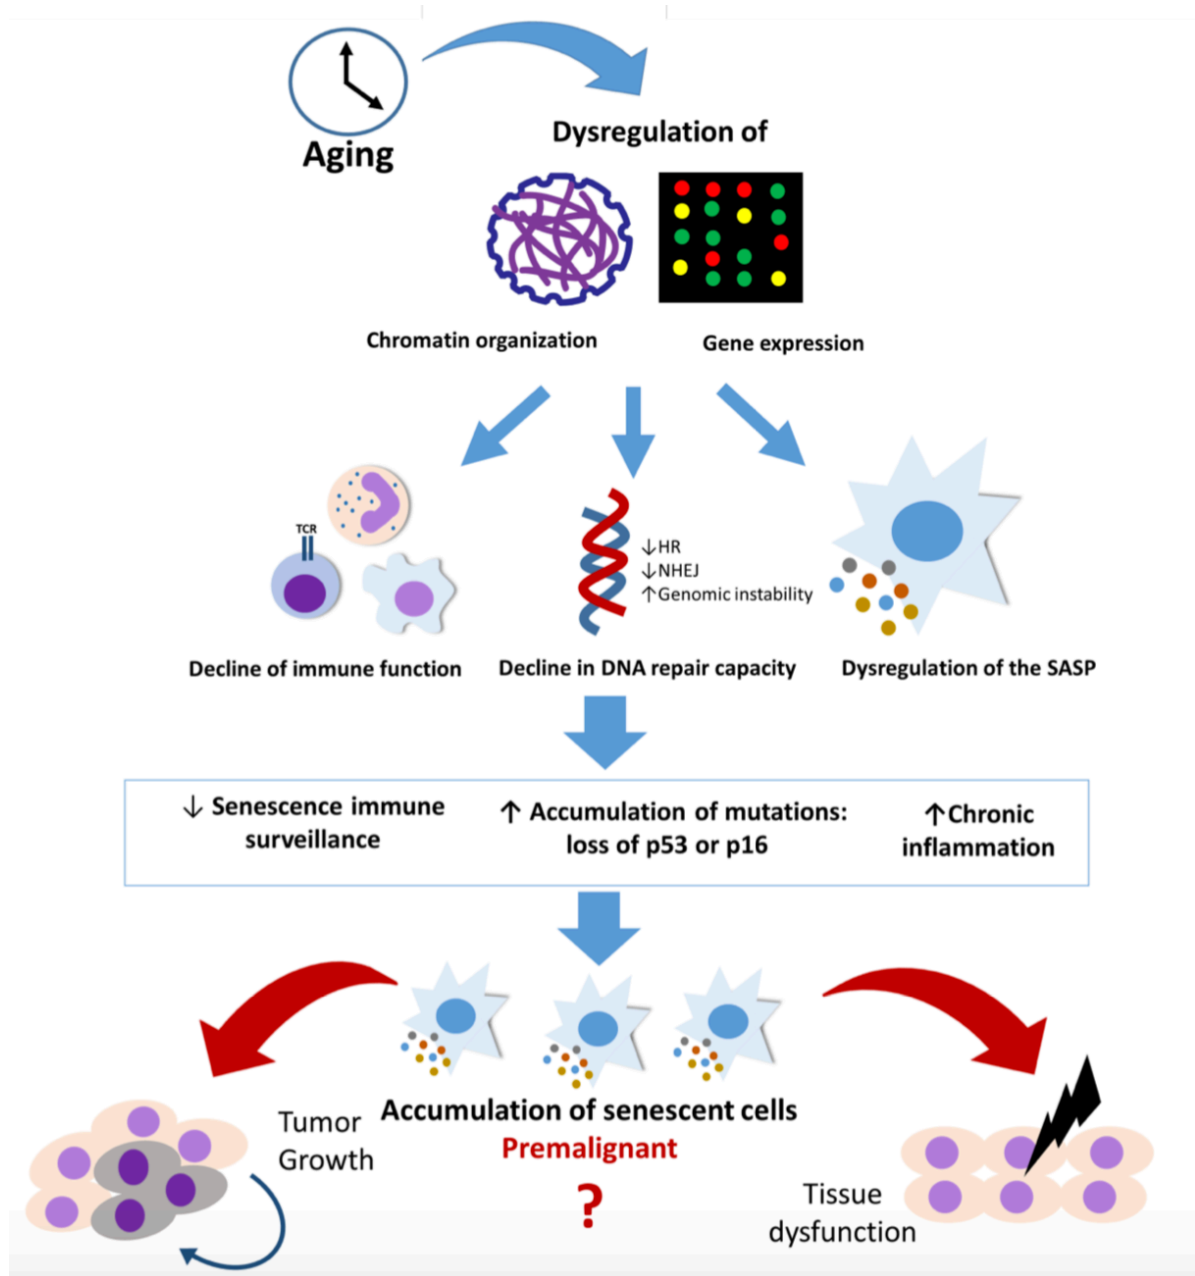 Aging
Dysregulation of
Chromatin organization
Gene expression
TCR
↓HR
↓NHEJ
↑Genomic instability
Decline of immune function
Decline in DNA repair capacity
Dysregulation of the SASP
↓ Senescence immune
surveillance
↑ Accumulation of mutations:
loss of p53 or p16
↑Chronic
inflammation
Tumor
Growth
Accumulation of senescent cells
Premalignant
?
Tissue
dysfunction